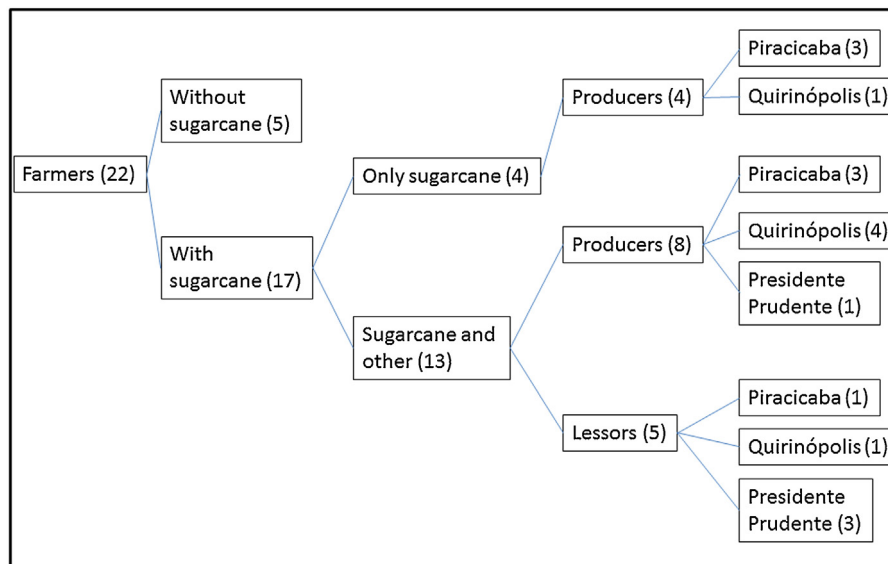 Farmers (22)
Without
sugarcane (5)
With
sugarcane (17)
Only sugarcane (4)
Sugarcane and
other (13)
Producers (4)
Producers (8)
Lessors (5)
Piracicaba (3)
Quirinópolis (1)
Piracicaba (3)
Quirinópolis (4)
Presidente
Prudente (1)
Piracicaba (1)
Quirinópolis (1)
Presidente
Prudente (3)